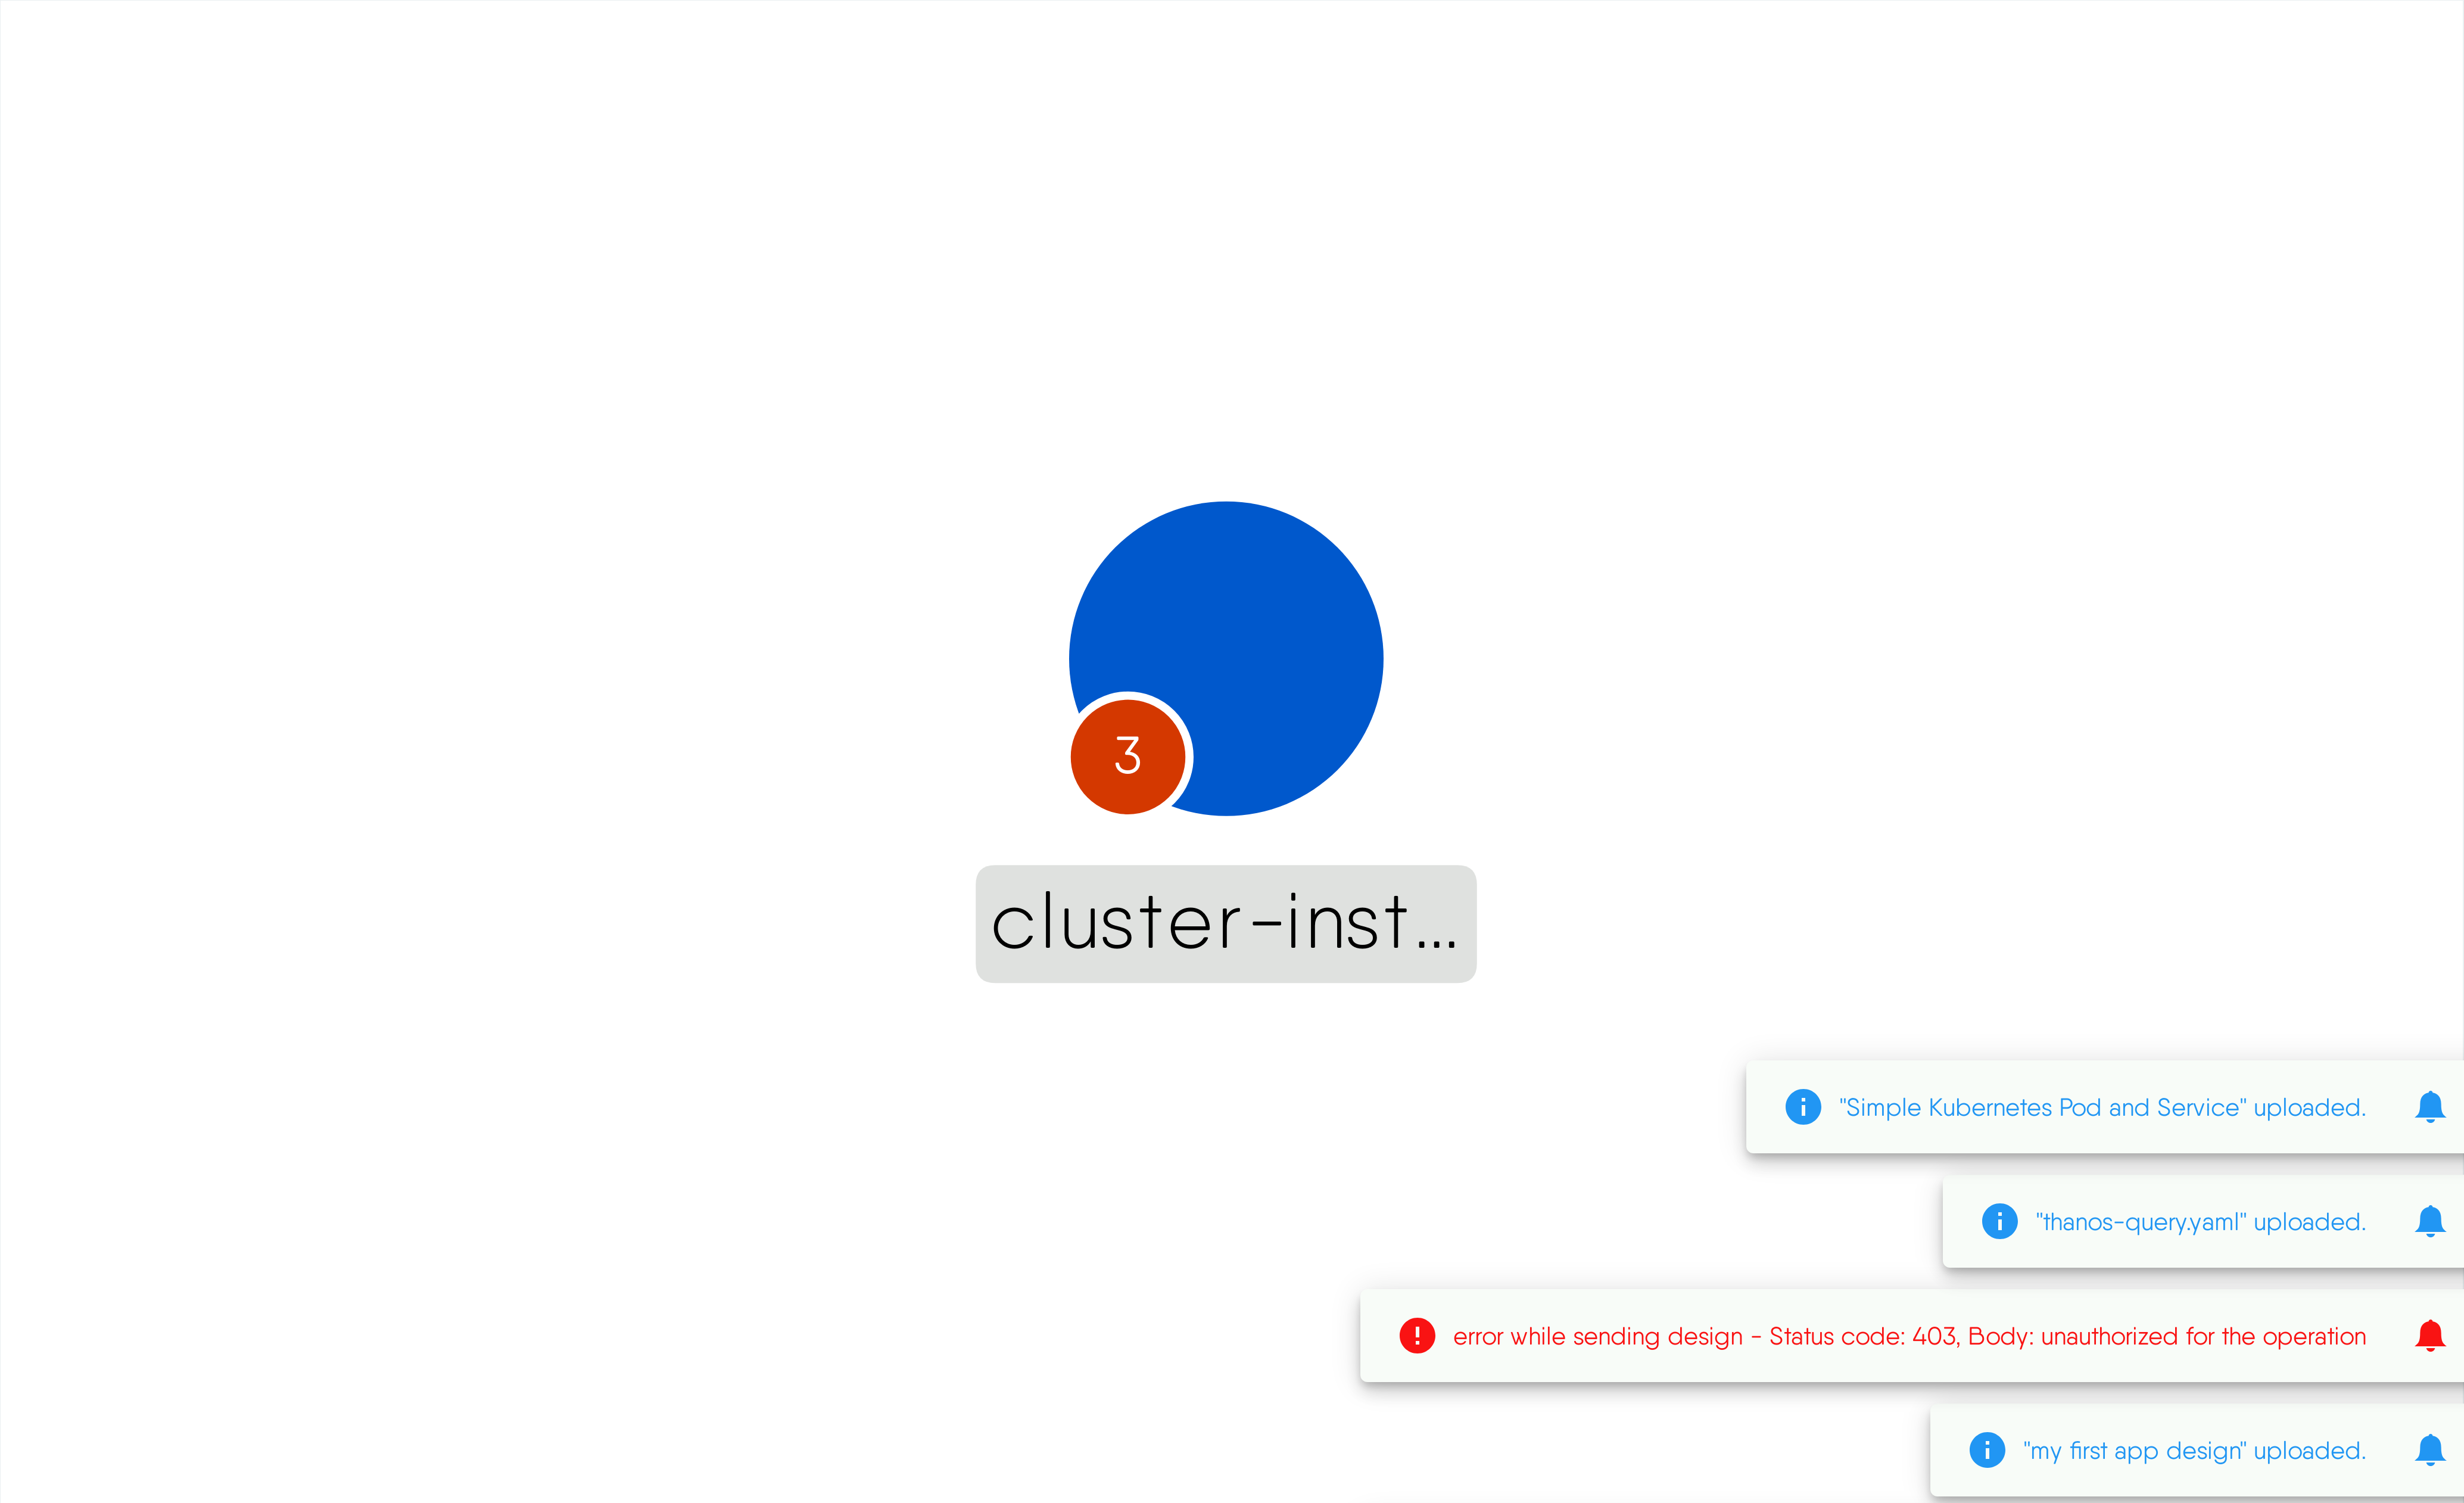 3
cluster-inst...
"Simple Kubernetes Pod and Service" uploaded.
"thanos-query.yaml" uploaded.
error while sending design - Status code: 403, Body: unauthorized for the operation
"my first app design" uploaded.